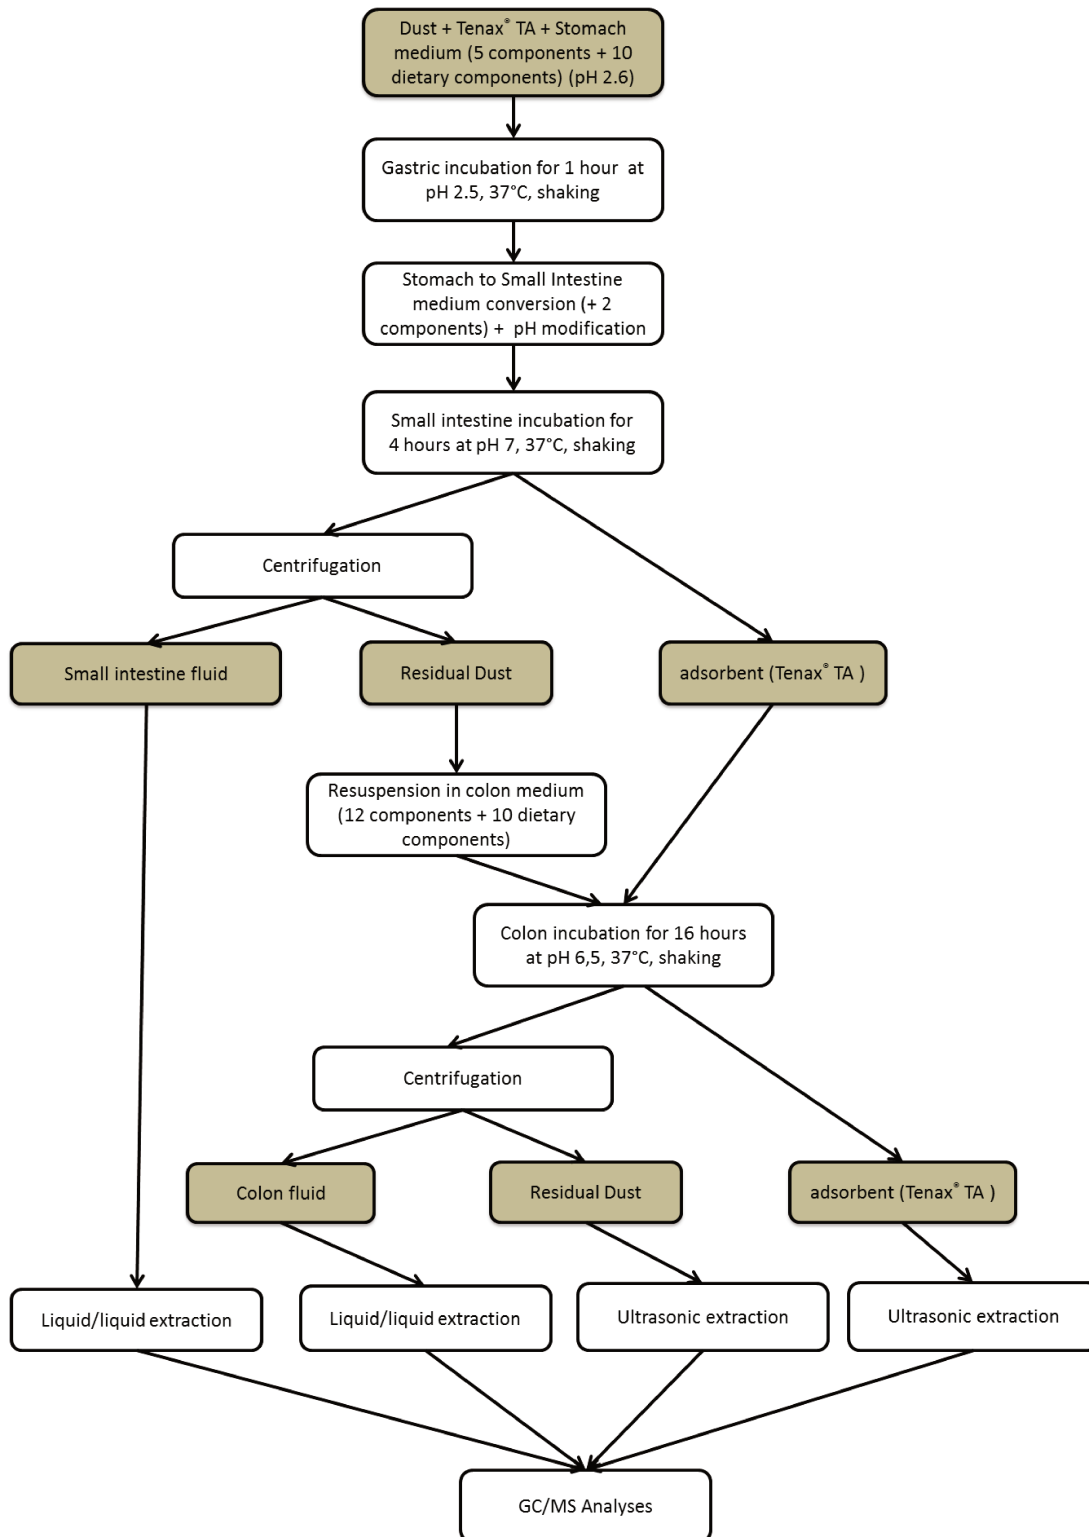 Dust + Tenax® TA + Stomach
medium (5 components + 10
dietary components) (pH 2.6)
Gastric incubation for 1 hour at
pH 2.5, 37°C, shaking
Stomach to Small Intestine
medium conversion (+ 2
components) + pH modification
Small intestine incubation for
4 hours at pH 7, 37°C, shaking
Centrifugation
Small intestine fluid
Residual Dust
adsorbent (Tenax® TA )
Resuspension in colon medium
(12 components + 10 dietary
components)
Colon incubation for 16 hours
at pH 6,5, 37°C, shaking
Centrifugation
Colon fluid
Residual Dust
adsorbent (Tenax® TA )
Liquid/liquid extraction
Liquid/liquid extraction
Ultrasonic extraction
Ultrasonic extraction
GC/MS Analyses